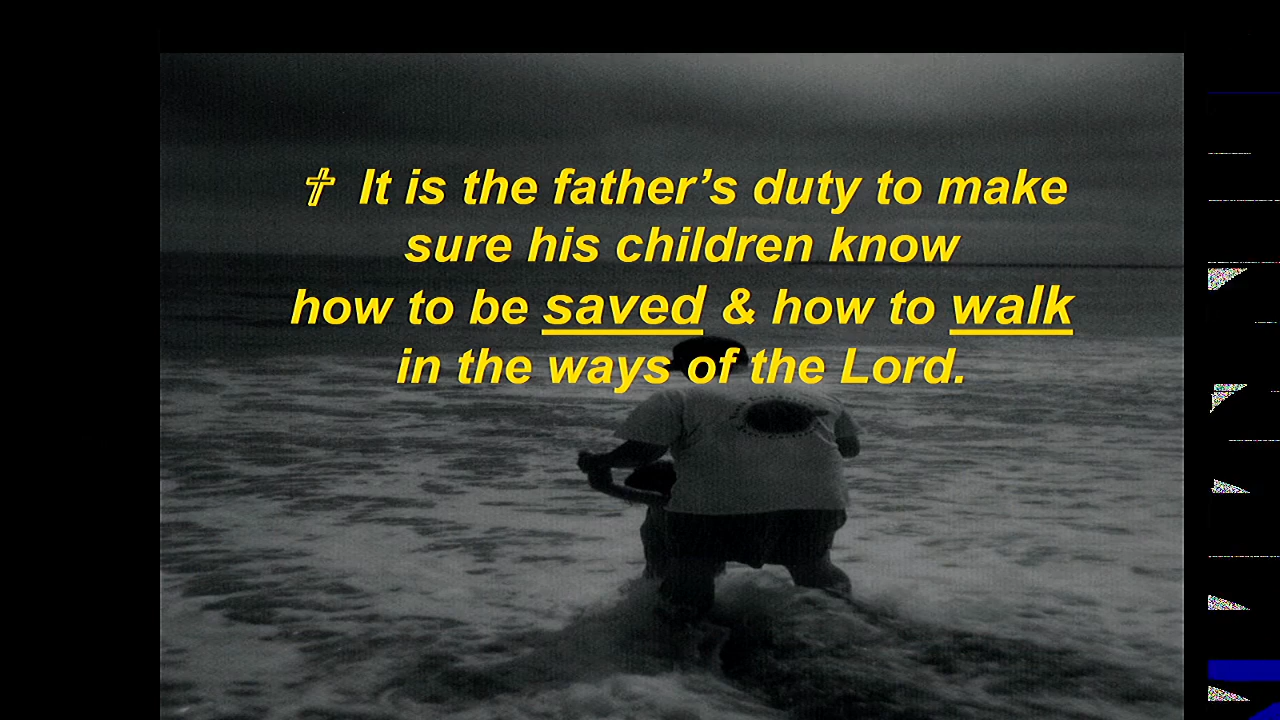 ✝ It is the father’s duty to make
sure his children know
how to be saved & how to walk
in the ways of the Lord.